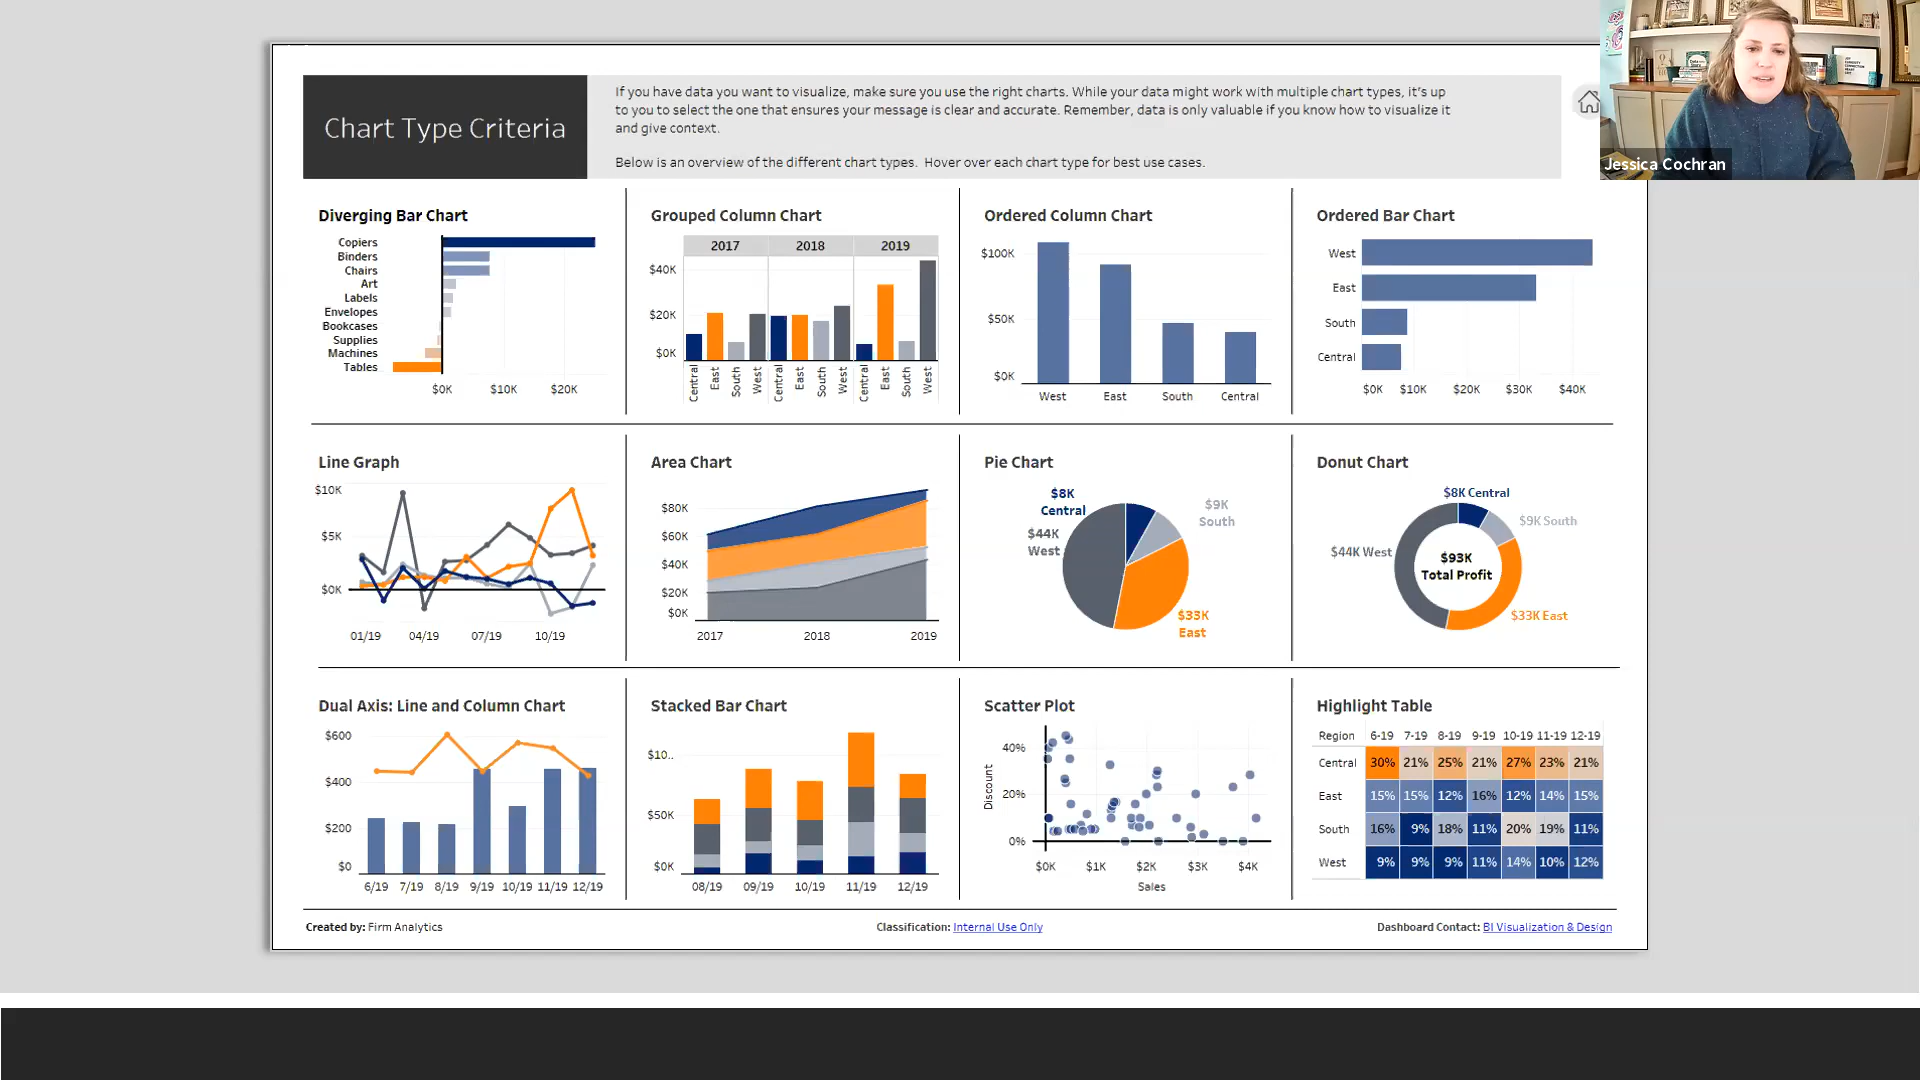 Chart Type Criteria
If you have data you want to visualize, make sure you use the right charts. While your data might work with multiple chart types, it's up
to you to select the one that ensures your message is clear and accurate. Remember, data is only valuable if you know how to visualize it
and give context.
Below is an overview of the different chart types. Hover over each chart type for best use cases.
Jessica Cochran
Diverging Bar Chart
Copiers
Binders
Chairs
Art
Labels
Envelopes
Bookcases
Supplies
Machines
Tables
$0K $10K $20K
Grouped Column Chart
2017 2018 2019
$40K
$20K
$0K
Central East South West Central East South West Central East South West
Ordered Column Chart
$100K
$50K
$0K
West East South Central
Ordered Bar Chart
West
East
South
Central
$0K $10K $20K $30K $40K
Line Graph
$10K
$5K
$0K
01/19 04/19 07/19 10/19
Area Chart
$80K
$60K
$40K
$20K
$0K
2017 2018 2019
Pie Chart
$8K
Central
$9K
South
$44K
West
$33K
East
Donut Chart
$8K Central
$9K South
$44K West
$93K
Total Profit
$33K East
Dual Axis: Line and Column Chart
$600
$400
$200
$0
6/19 7/19 8/19 9/19 10/19 11/19 12/19
Stacked Bar Chart
$10..
$50K
$0K
08/19 09/19 10/19 11/19 12/19
Scatter Plot
Discount
40%
20%
0%
$0K $1K $2K $3K $4K
Sales
Highlight Table
Region 6-19 7-19 8-19 9-19 10-19 11-19 12-19
Central 30% 21% 25% 21% 27% 23% 21%
East 15% 15% 12% 16% 12% 14% 15%
South 16% 9% 18% 11% 20% 19% 11%
West 9% 9% 9% 11% 14% 10% 12%
Created by: Firm Analytics
Classification: Internal Use Only
Dashboard Contact: BI Visualization & Design